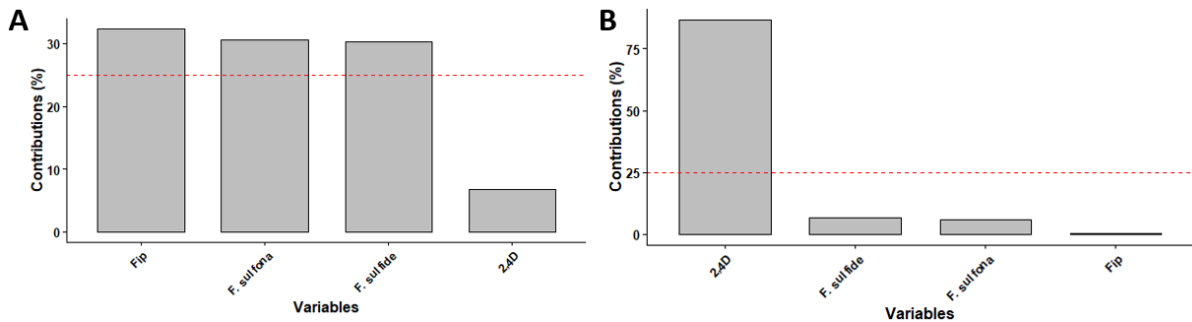 A
Contributions (%)
30
20
10
0
Fip
F. sulfona
F. sulfide
2.4D
Variables
B
Contributions (%)
75
50
25
0
2.4D
F. sulfide
F. sulfona
Fip
Variables